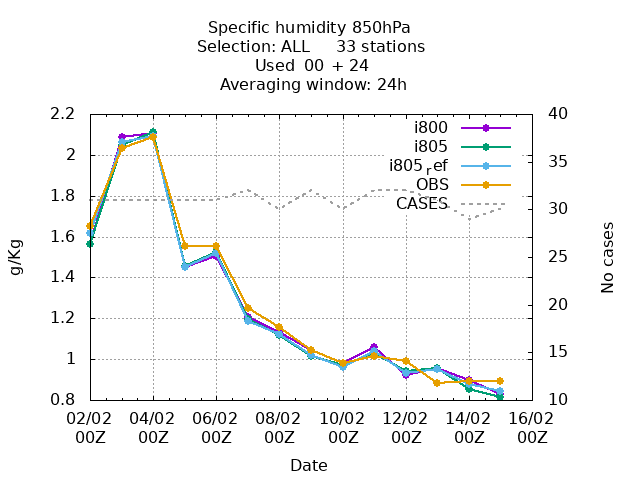 Specific humidity 850hPa
Selection: ALL 33 stations
Used 00 + 24
Averaging window: 24h
2.2
2
1.8
1.6
1.4
1.2
1
0.8
g/Kg
40
35
30
25
20
15
10
No cases
i800
i805
i805ref
OBS
CASES
02/02 04/02 06/02 08/02 10/02 12/02 14/02 16/02
00Z 00Z 00Z 00Z 00Z 00Z 00Z 00Z
Date